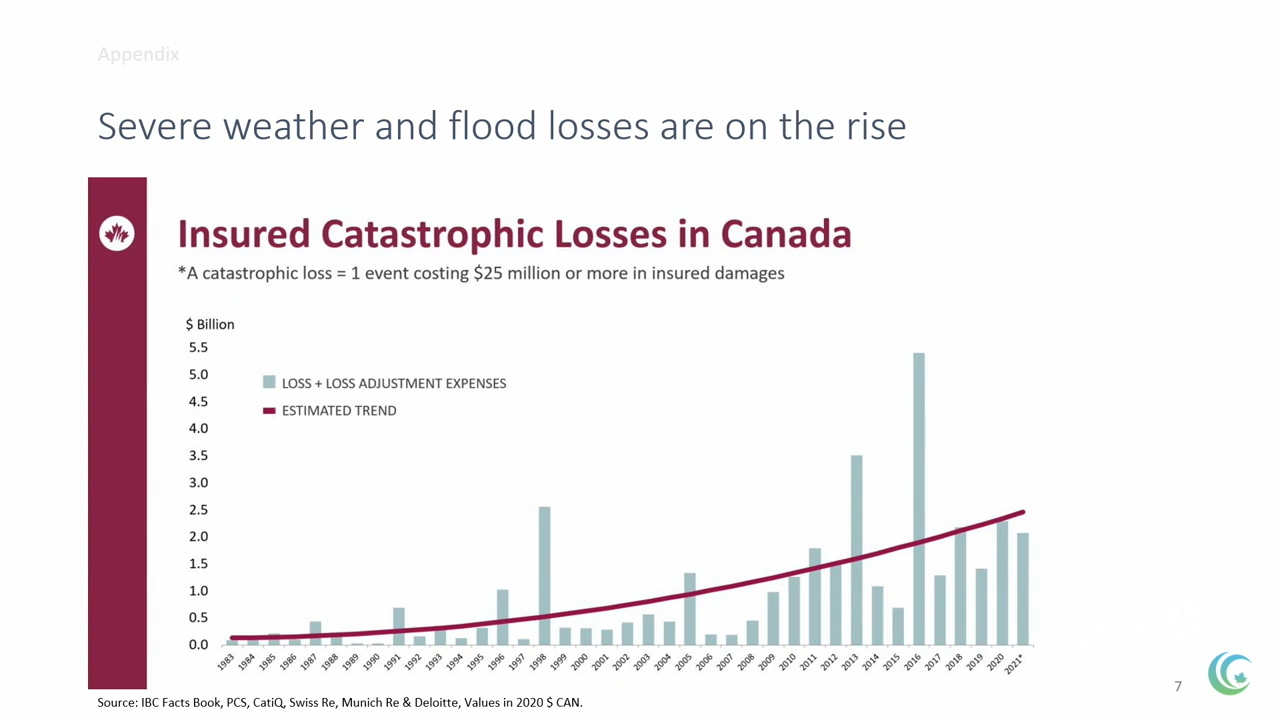 Appendix
Severe weather and flood losses are on the rise
Insured Catastrophic Losses in Canada
*A catastrophic loss = 1 event costing $25 million or more in insured damages
$ Billion
5.5
5.0
4.5
4.0
3.5
3.0
2.5
2.0
1.5
1.0
0.5
0.0
LOSS + LOSS ADJUSTMENT EXPENSES
ESTIMATED TREND
1983 1984 1985 1986 1987 1988 1989 1990 1991 1992 1993 1994 1995 1996 1997 1998 1999 2000 2001 2002 2003 2004 2005 2006 2007 2008 2009 2010 2011 2012 2013 2014 2015 2016 2017 2018 2019 2020 2021*
Source: IBC Facts Book, PCS, CatiQ, Swiss Re, Munich Re & Deloitte, Values in 2020 $ CAN.
7